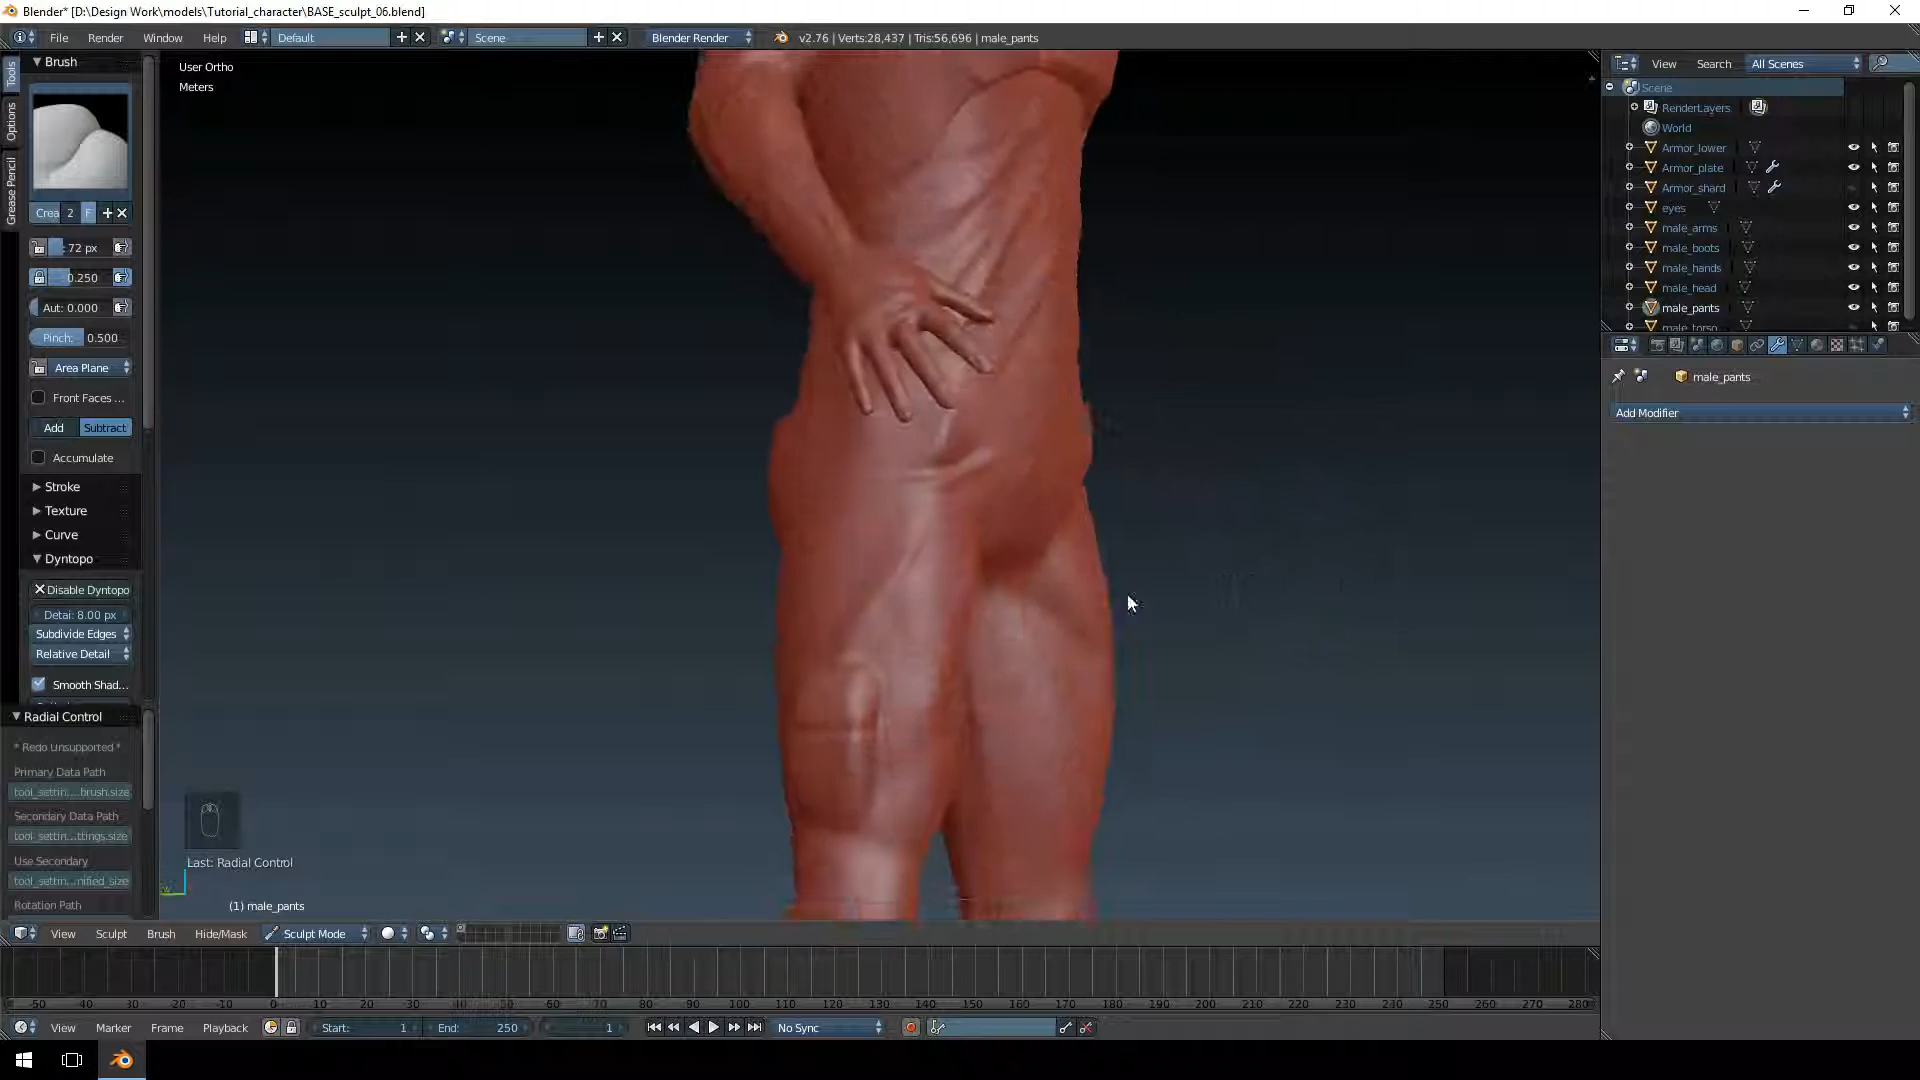 Blender* [D:\Design Work\models\Tutorial_character\BASE_sculpt_06.blend]
File Render Window Help Default Scene Blender Render v2.76 | Verts:28,437 | Tris:56,696 | male_pants
Tools
Options
Grease Pencil
Brush
Crea 2 F
: 72 px
0.250
Aut: 0.000
Pinch: 0.500
Area Plane
Front Faces ...
Add Subtract
Accumulate
Stroke
Texture
Curve
Dyntopo
Disable Dyntopo
Detai: 8.00 px
Subdivide Edges
Relative Detail
Smooth Shad...
Radial Control
* Redo Unsupported *
Primary Data Path
tool_settin....brush.size
Secondary Data Path
tool_settin...ttings.size
Use Secondary
tool_settin...nified_size
Rotation Path
User Ortho
Meters
Last: Radial Control
(1) male_pants
View Search All Scenes
Scene
RenderLayers
World
Armor_lower
Armor_plate
Armor_shard
eyes
male_arms
male_boots
male_hands
male_head
male_pants
male_torso
male_pants
Add Modifier
View Sculpt Brush Hide/Mask Sculpt Mode
-50 -40 -30 -20 -10 0 10 20 30 40 50 60 70 80 90 100 110 120 130 140 150 160 170 180 190 200 210 220 230 240 250 260 270 280
View Marker Frame Playback Start: 1 End: 250 1 No Sync